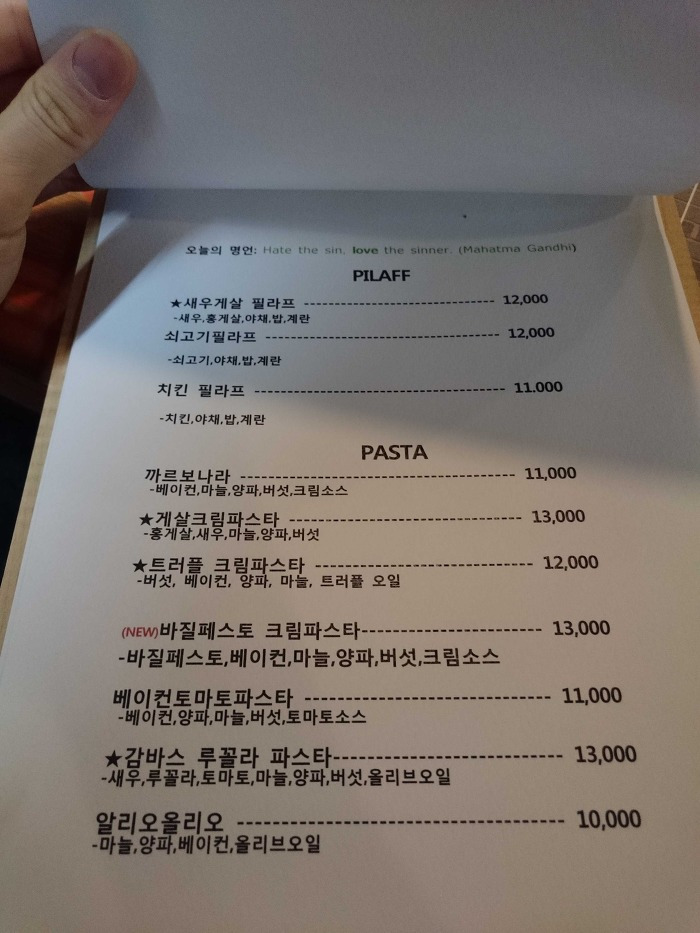 오늘의 명언: Hate the sin, love the sinner. (Mahatma Gandhi)
PILAFF
★새우게살 필라프 ------------------------------ 12,000
-새우,홍게살,야채,밥,계란
쇠고기필라프 ------------------------------------ 12,000
-쇠고기,야채,밥,계란
치킨 필라프 -------------------------------------- 11.000
-치킨,야채,밥,계란
PASTA
까르보나라 ---------------------------------------- 11,000
-베이컨,마늘,양파,버섯,크림소스
★게살크림파스타 --------------------------------- 13,000
-홍게살,새우,마늘,양파,버섯
★트러플 크림파스타 ------------------------------ 12,000
-버섯, 베이컨, 양파, 마늘, 트러플 오일
(NEW)바질페스토 크림파스타------------------------ 13,000
-바질페스토,베이컨,마늘,양파,버섯,크림소스
베이컨토마토파스타 ------------------------------- 11,000
-베이컨,양파,마늘,버섯,토마토소스
★감바스 루꼴라 파스타----------------------------- 13,000
-새우,루꼴라,토마토,마늘,양파,버섯,올리브오일
알리오올리오 --------------------------------------- 10,000
-마늘,양파,베이컨,올리브오일